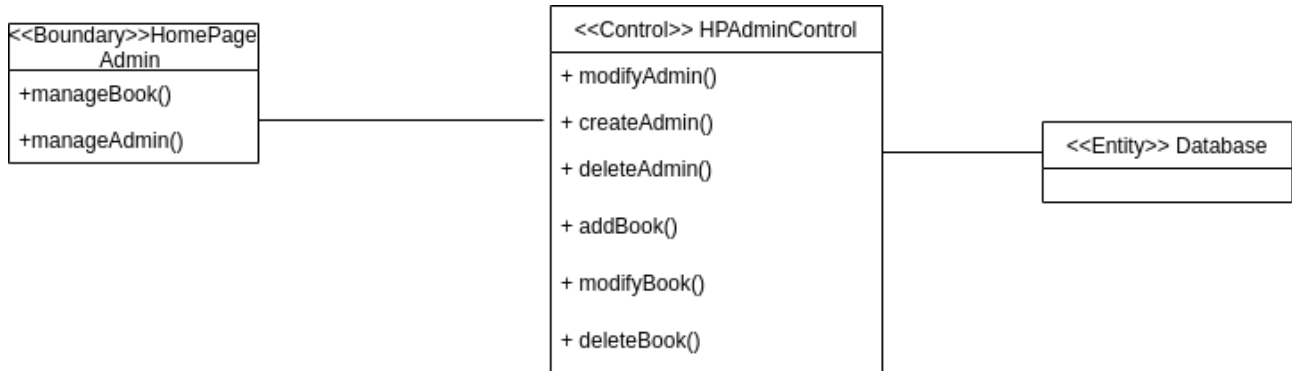 <<Boundary>>HomePage
Admin
+manageBook()
+manageAdmin()
<<Control>> HPAdminControl
+ modifyAdmin()
+ createAdmin()
+ deleteAdmin()
+ addBook()
+ modifyBook()
+ deleteBook()
<<Entity>> Database